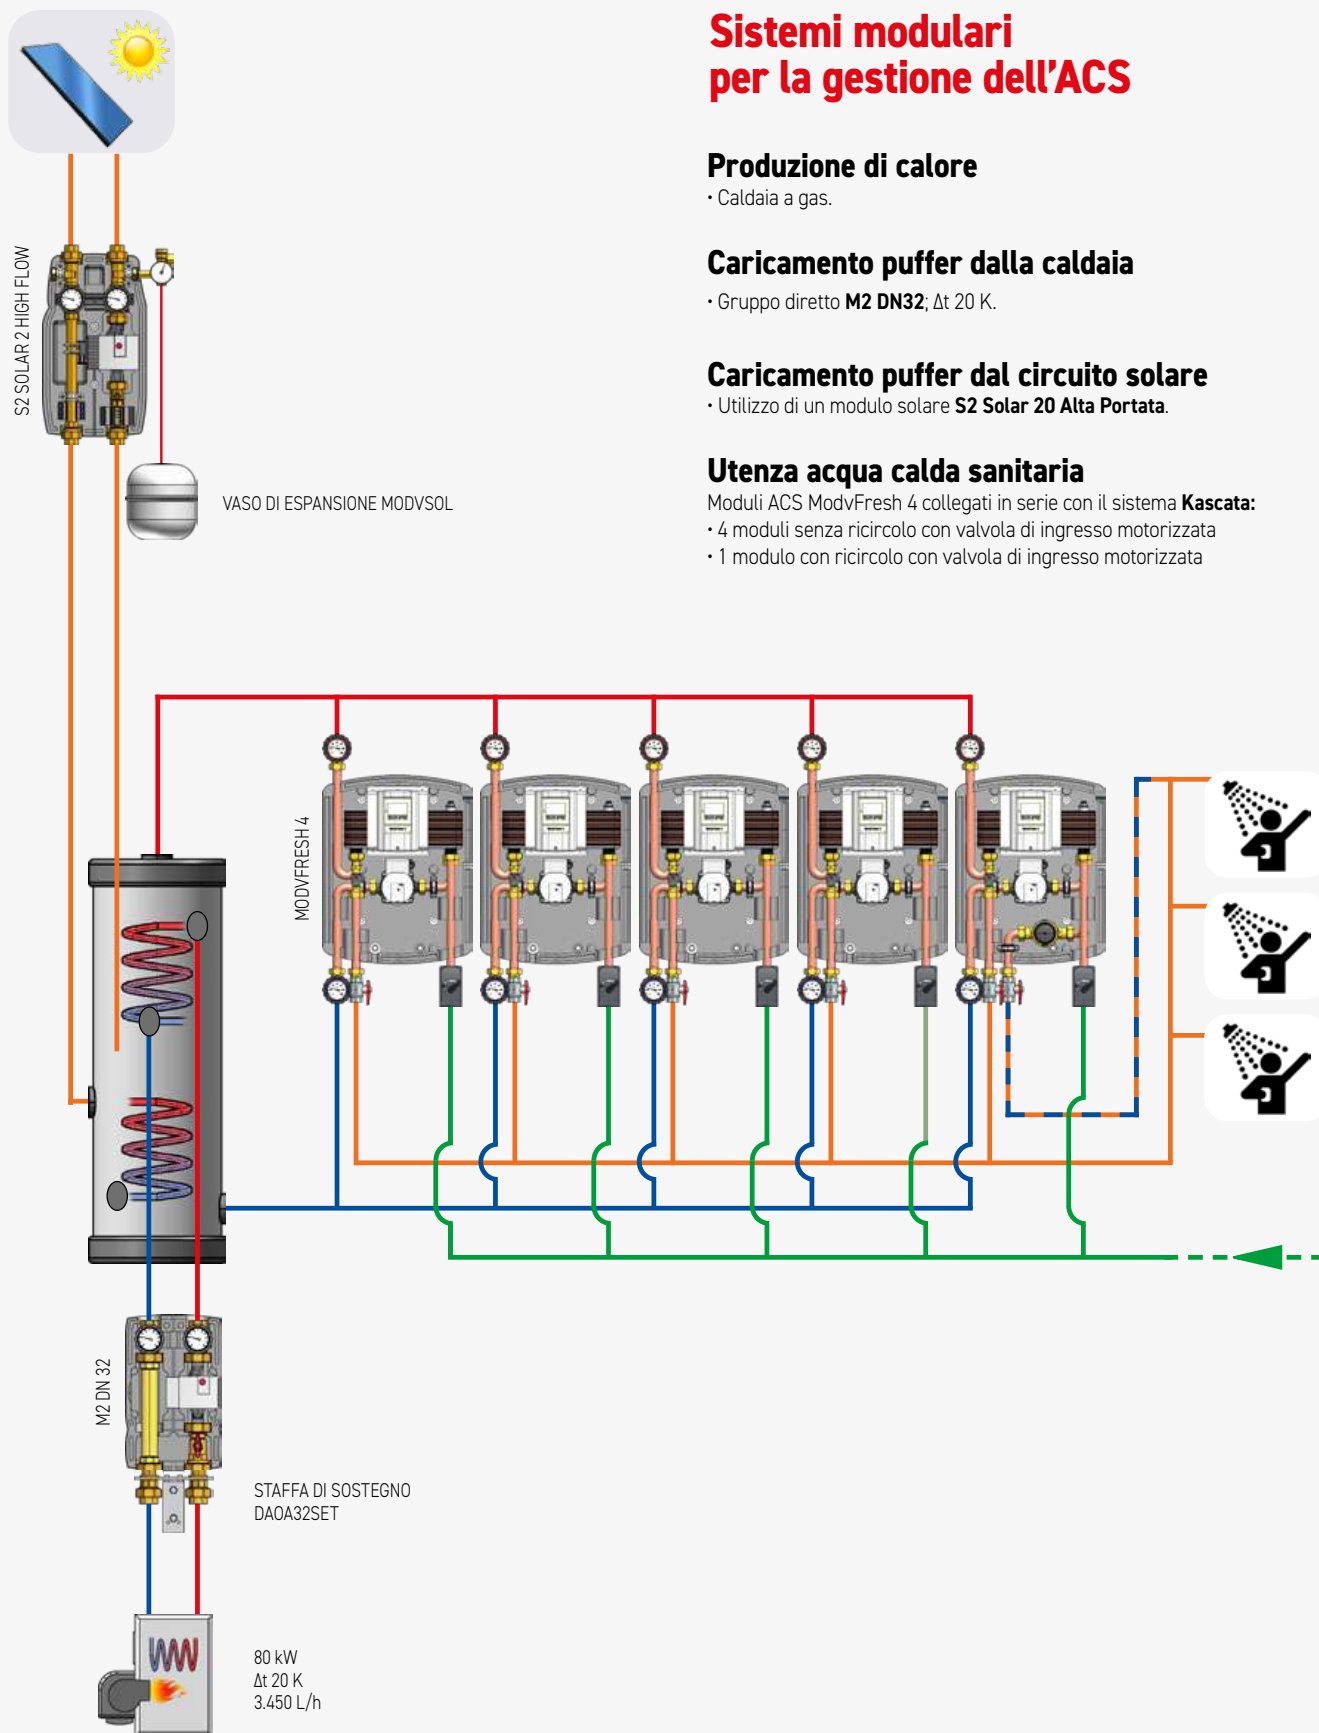 Sistemi modulari
per la gestione dell'ACS
Produzione di calore
• Caldaia a gas.
Caricamento puffer dalla caldaia
• Gruppo diretto M2 DN32; Δt 20 K.
Caricamento puffer dal circuito solare
• Utilizzo di un modulo solare S2 Solar 20 Alta Portata.
Utenza acqua calda sanitaria
Moduli ACS ModvFresh 4 collegati in serie con il sistema Kascata:
• 4 moduli senza ricircolo con valvola di ingresso motorizzata
• 1 modulo con ricircolo con valvola di ingresso motorizzata
S2 SOLAR 2 HIGH FLOW
VASO DI ESPANSIONE MODVSOL
MODVFRESH 4
M2 DN 32
STAFFA DI SOSTEGNO
DAOA32SET
80 kW
Δt 20 K
3.450 L/h